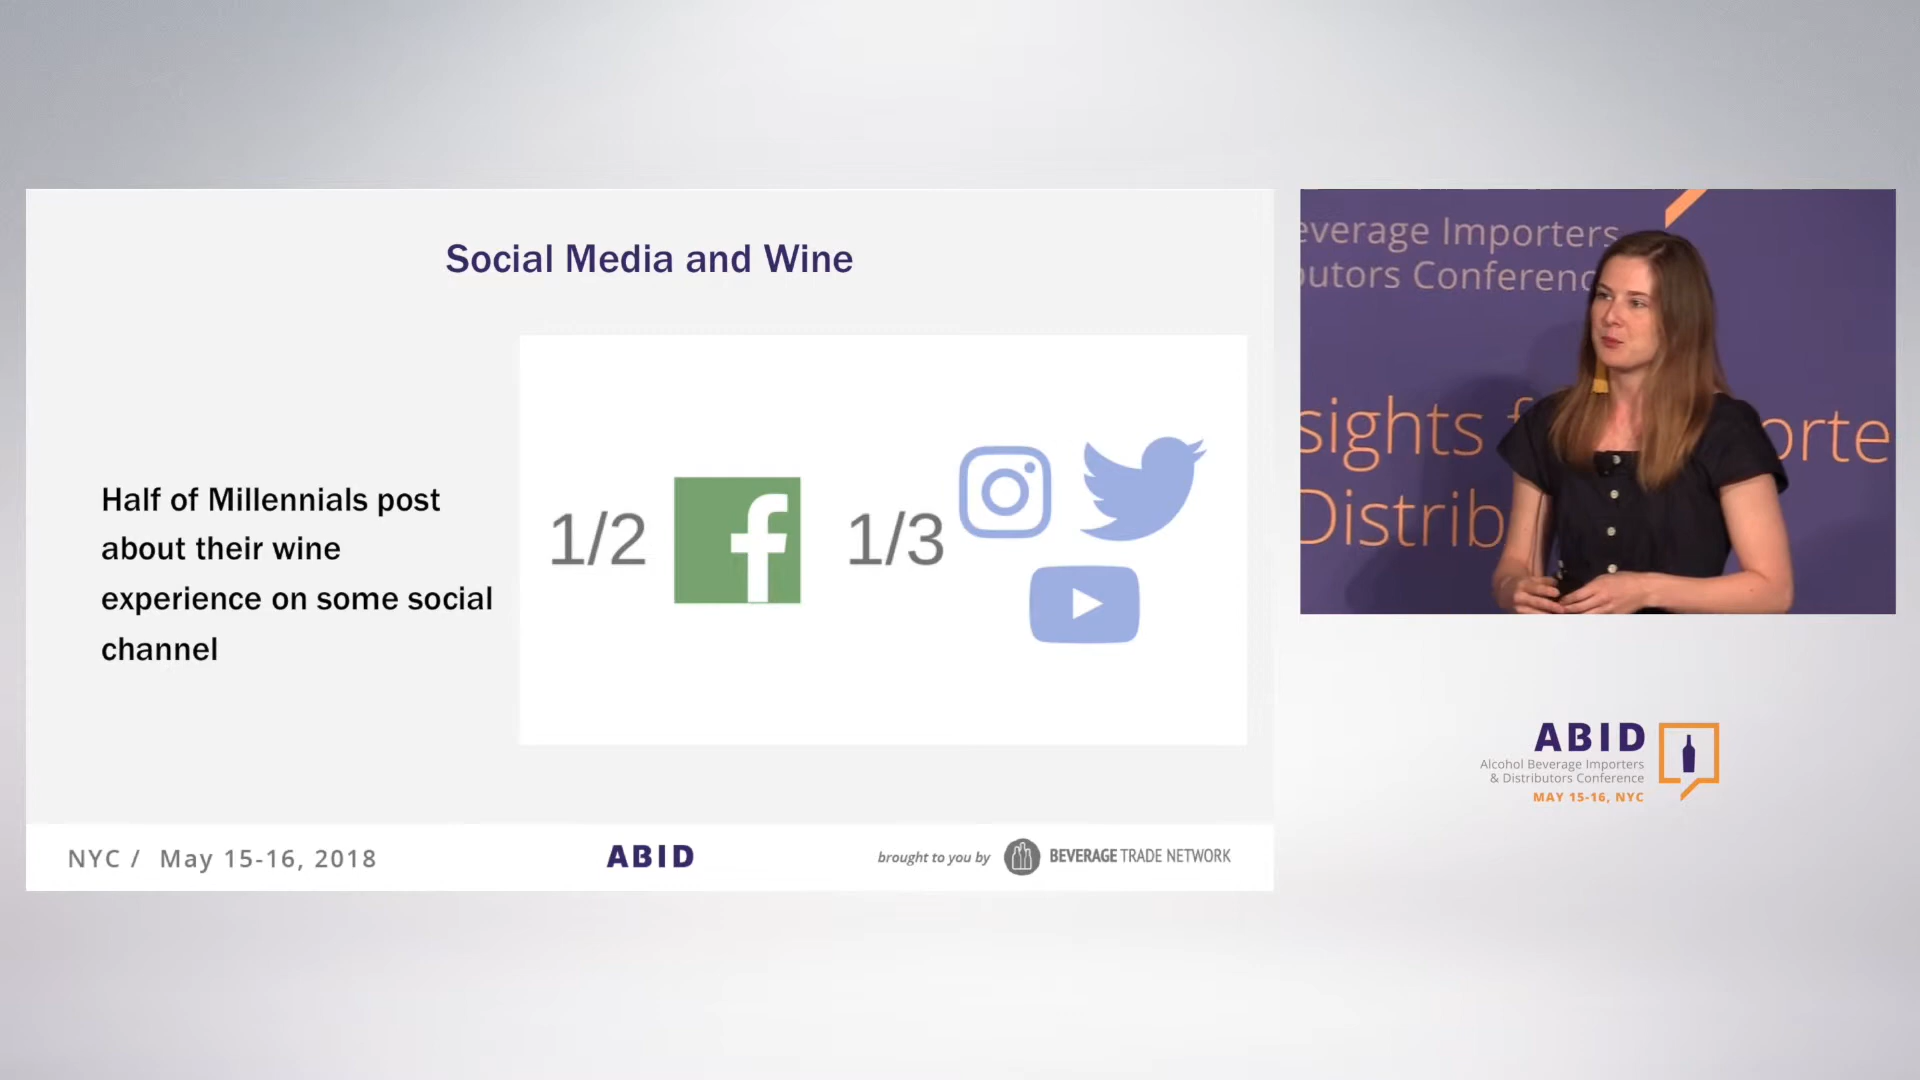 Social Media and Wine
Half of Millennials post
about their wine
experience on some social
channel
1/2
1/3
NYC / May 15-16, 2018
ABID
brought to you by
BEVERAGE TRADE NETWORK
everage Importers
butors Conferenc
sights f orte
Distrib
ABID
Alcohol Beverage Importers
& Distributors Conference
MAY 15-16, NYC